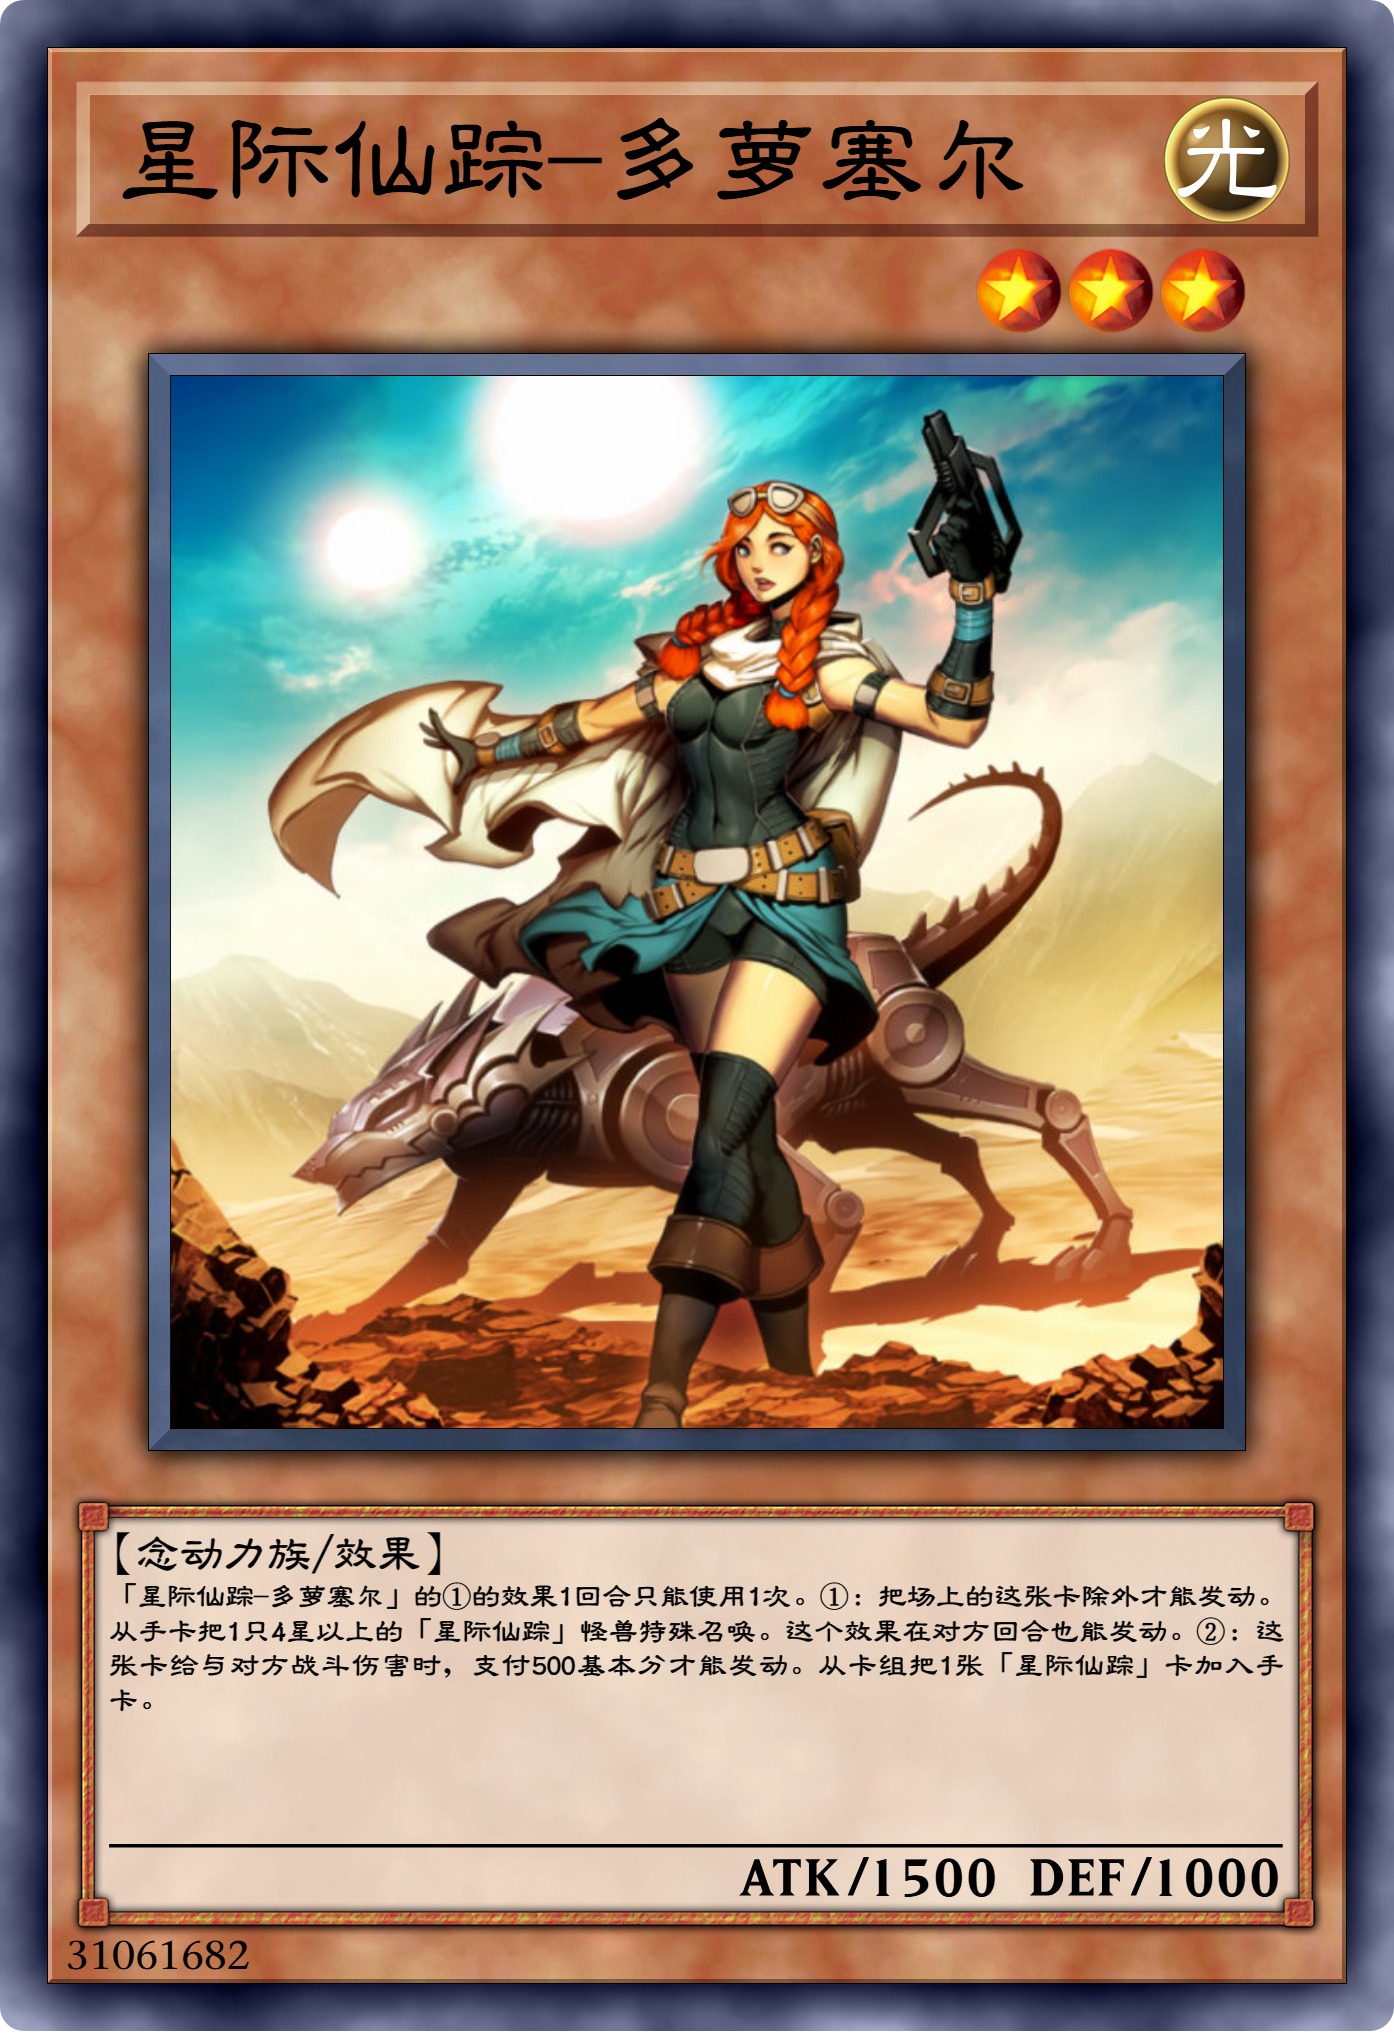 星际仙踪-多萝塞尔
光
【念动力族/效果】
「星际仙踪-多萝塞尔」的①的效果1回合只能使用1次。①：把场上的这张卡除外才能发动。
从手卡把1只4星以上的「星际仙踪」怪兽特殊召唤。这个效果在对方回合也能发动。②：这
张卡给与对方战斗伤害时，支付500基本分才能发动。从卡组把1张「星际仙踪」卡加入手
卡。
ATK/1500 DEF/1000
31061682